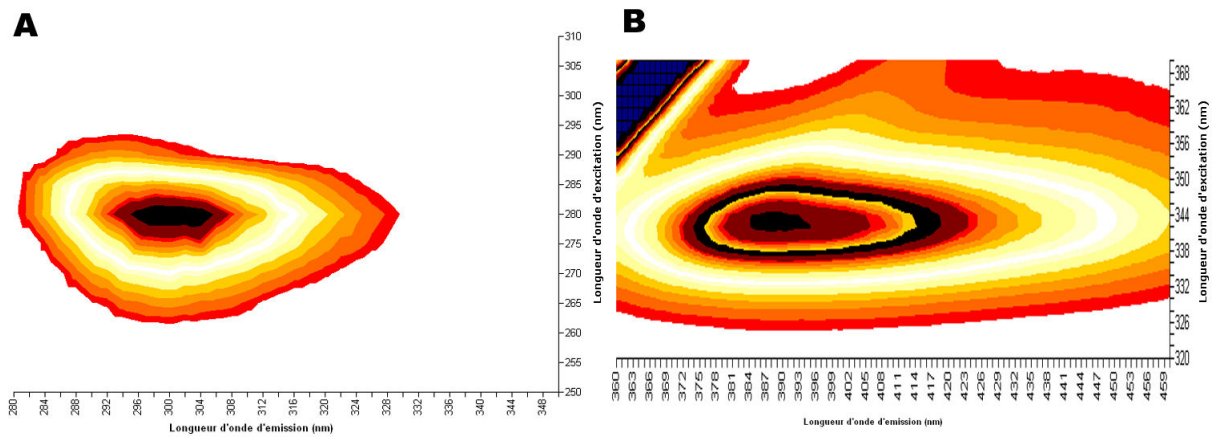 A
310
305
300
295
290
285
280
275
270
265
260
255
250
Longueur d'onde d'excitation (nm)
280 284 288 292 296 300 304 308 312 316 320 324 328 332 336 340 344 348
Longueur d'onde d'emission (nm)
B
368
362
356
350
344
338
332
326
320
Longueur d'onde d'excitation (nm)
360 363 366 369 372 375 378 381 384 387 390 393 396 399 402 405 408 411 414 417 420 423 426 429 432 435 438 441 444 447 450 453 456 459
Longueur d'onde d'emission (nm)